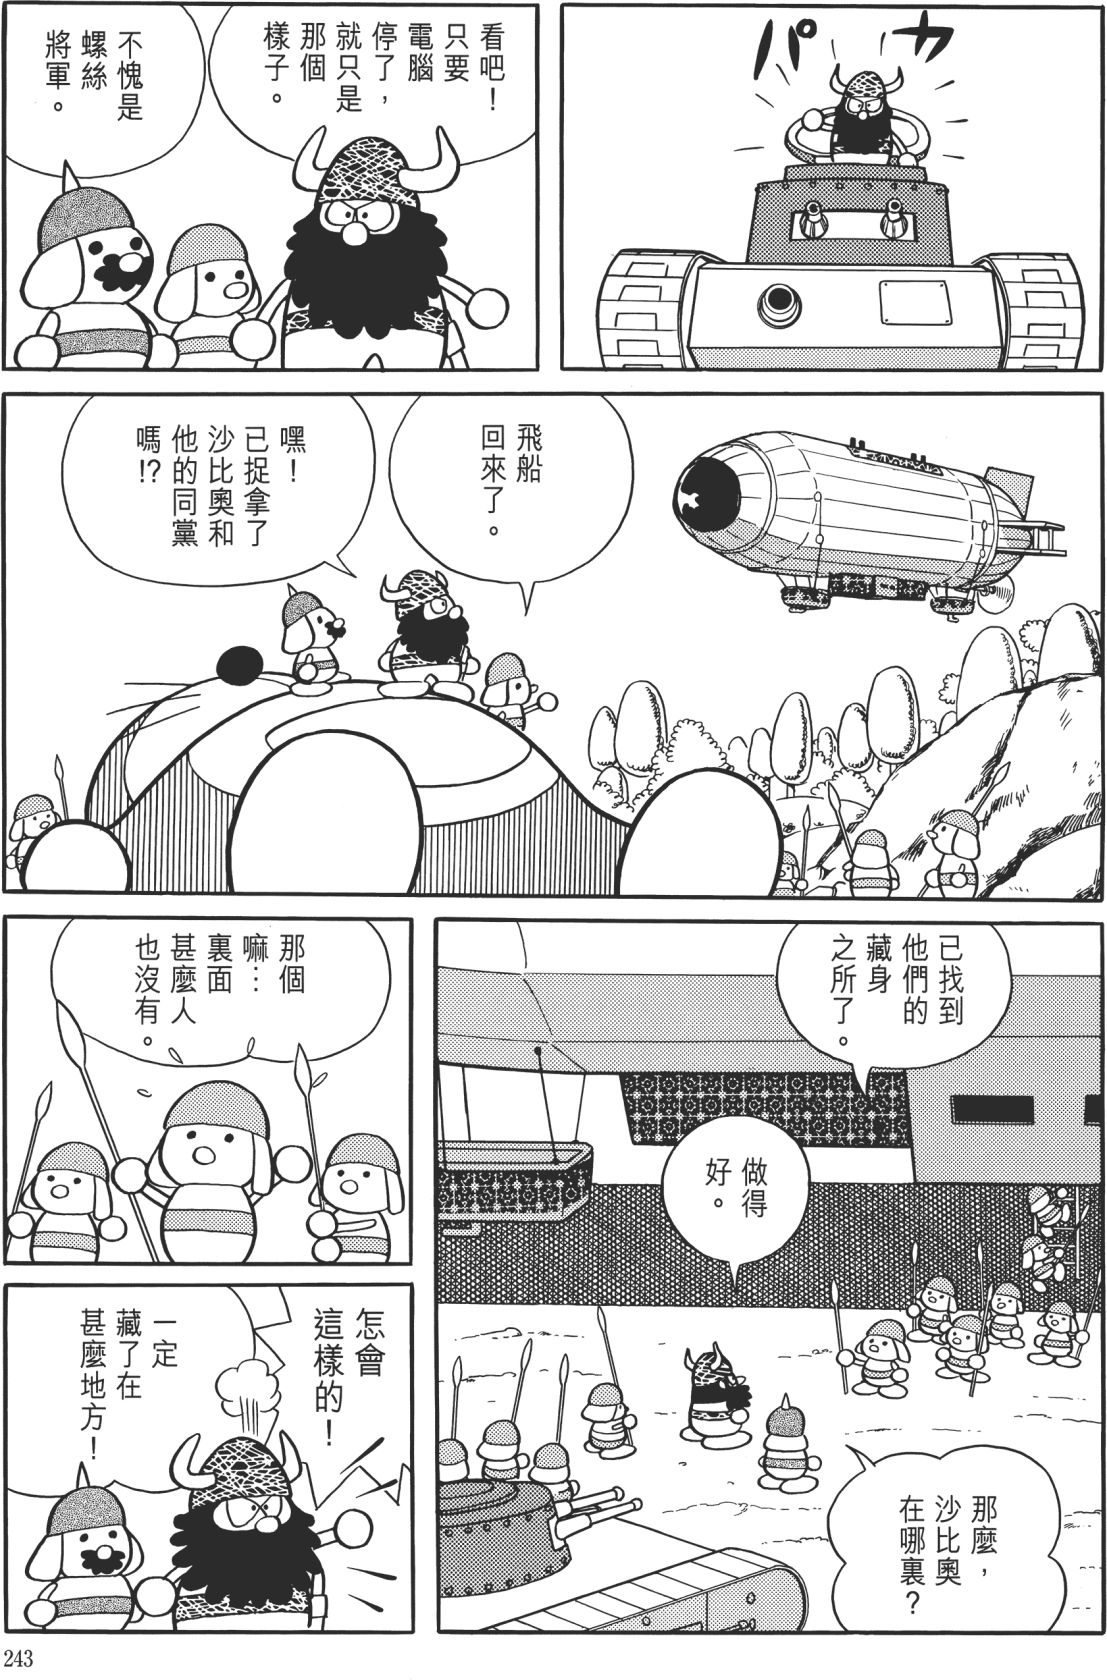 パカ
看吧！
只要
電腦
停了，
就只是
那個
樣子。
不愧是
螺絲
將軍。
飛船
回來了。
嘿！
已捉拿了
沙比奧和
他的同黨
嗎!?
已找到
他們的
藏身
之所了。
做得
好。
那麼，
沙比奧
在哪裏？
那個
嘛…
裏面
甚麼人
也沒有。
怎會
這樣的！
一定
藏了在
甚麼地方！
243